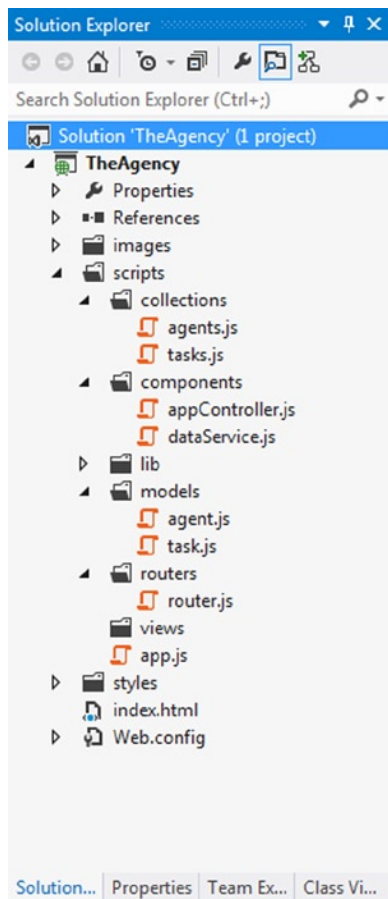 Solution Explorer
Search Solution Explorer (Ctrl+;)
Solution 'TheAgency' (1 project)
TheAgency
Properties
References
images
scripts
collections
agents.js
tasks.js
components
appController.js
dataService.js
lib
models
agent.js
task.js
routers
router.js
views
app.js
styles
index.html
Web.config
Solution... Properties Team Ex... Class Vi...